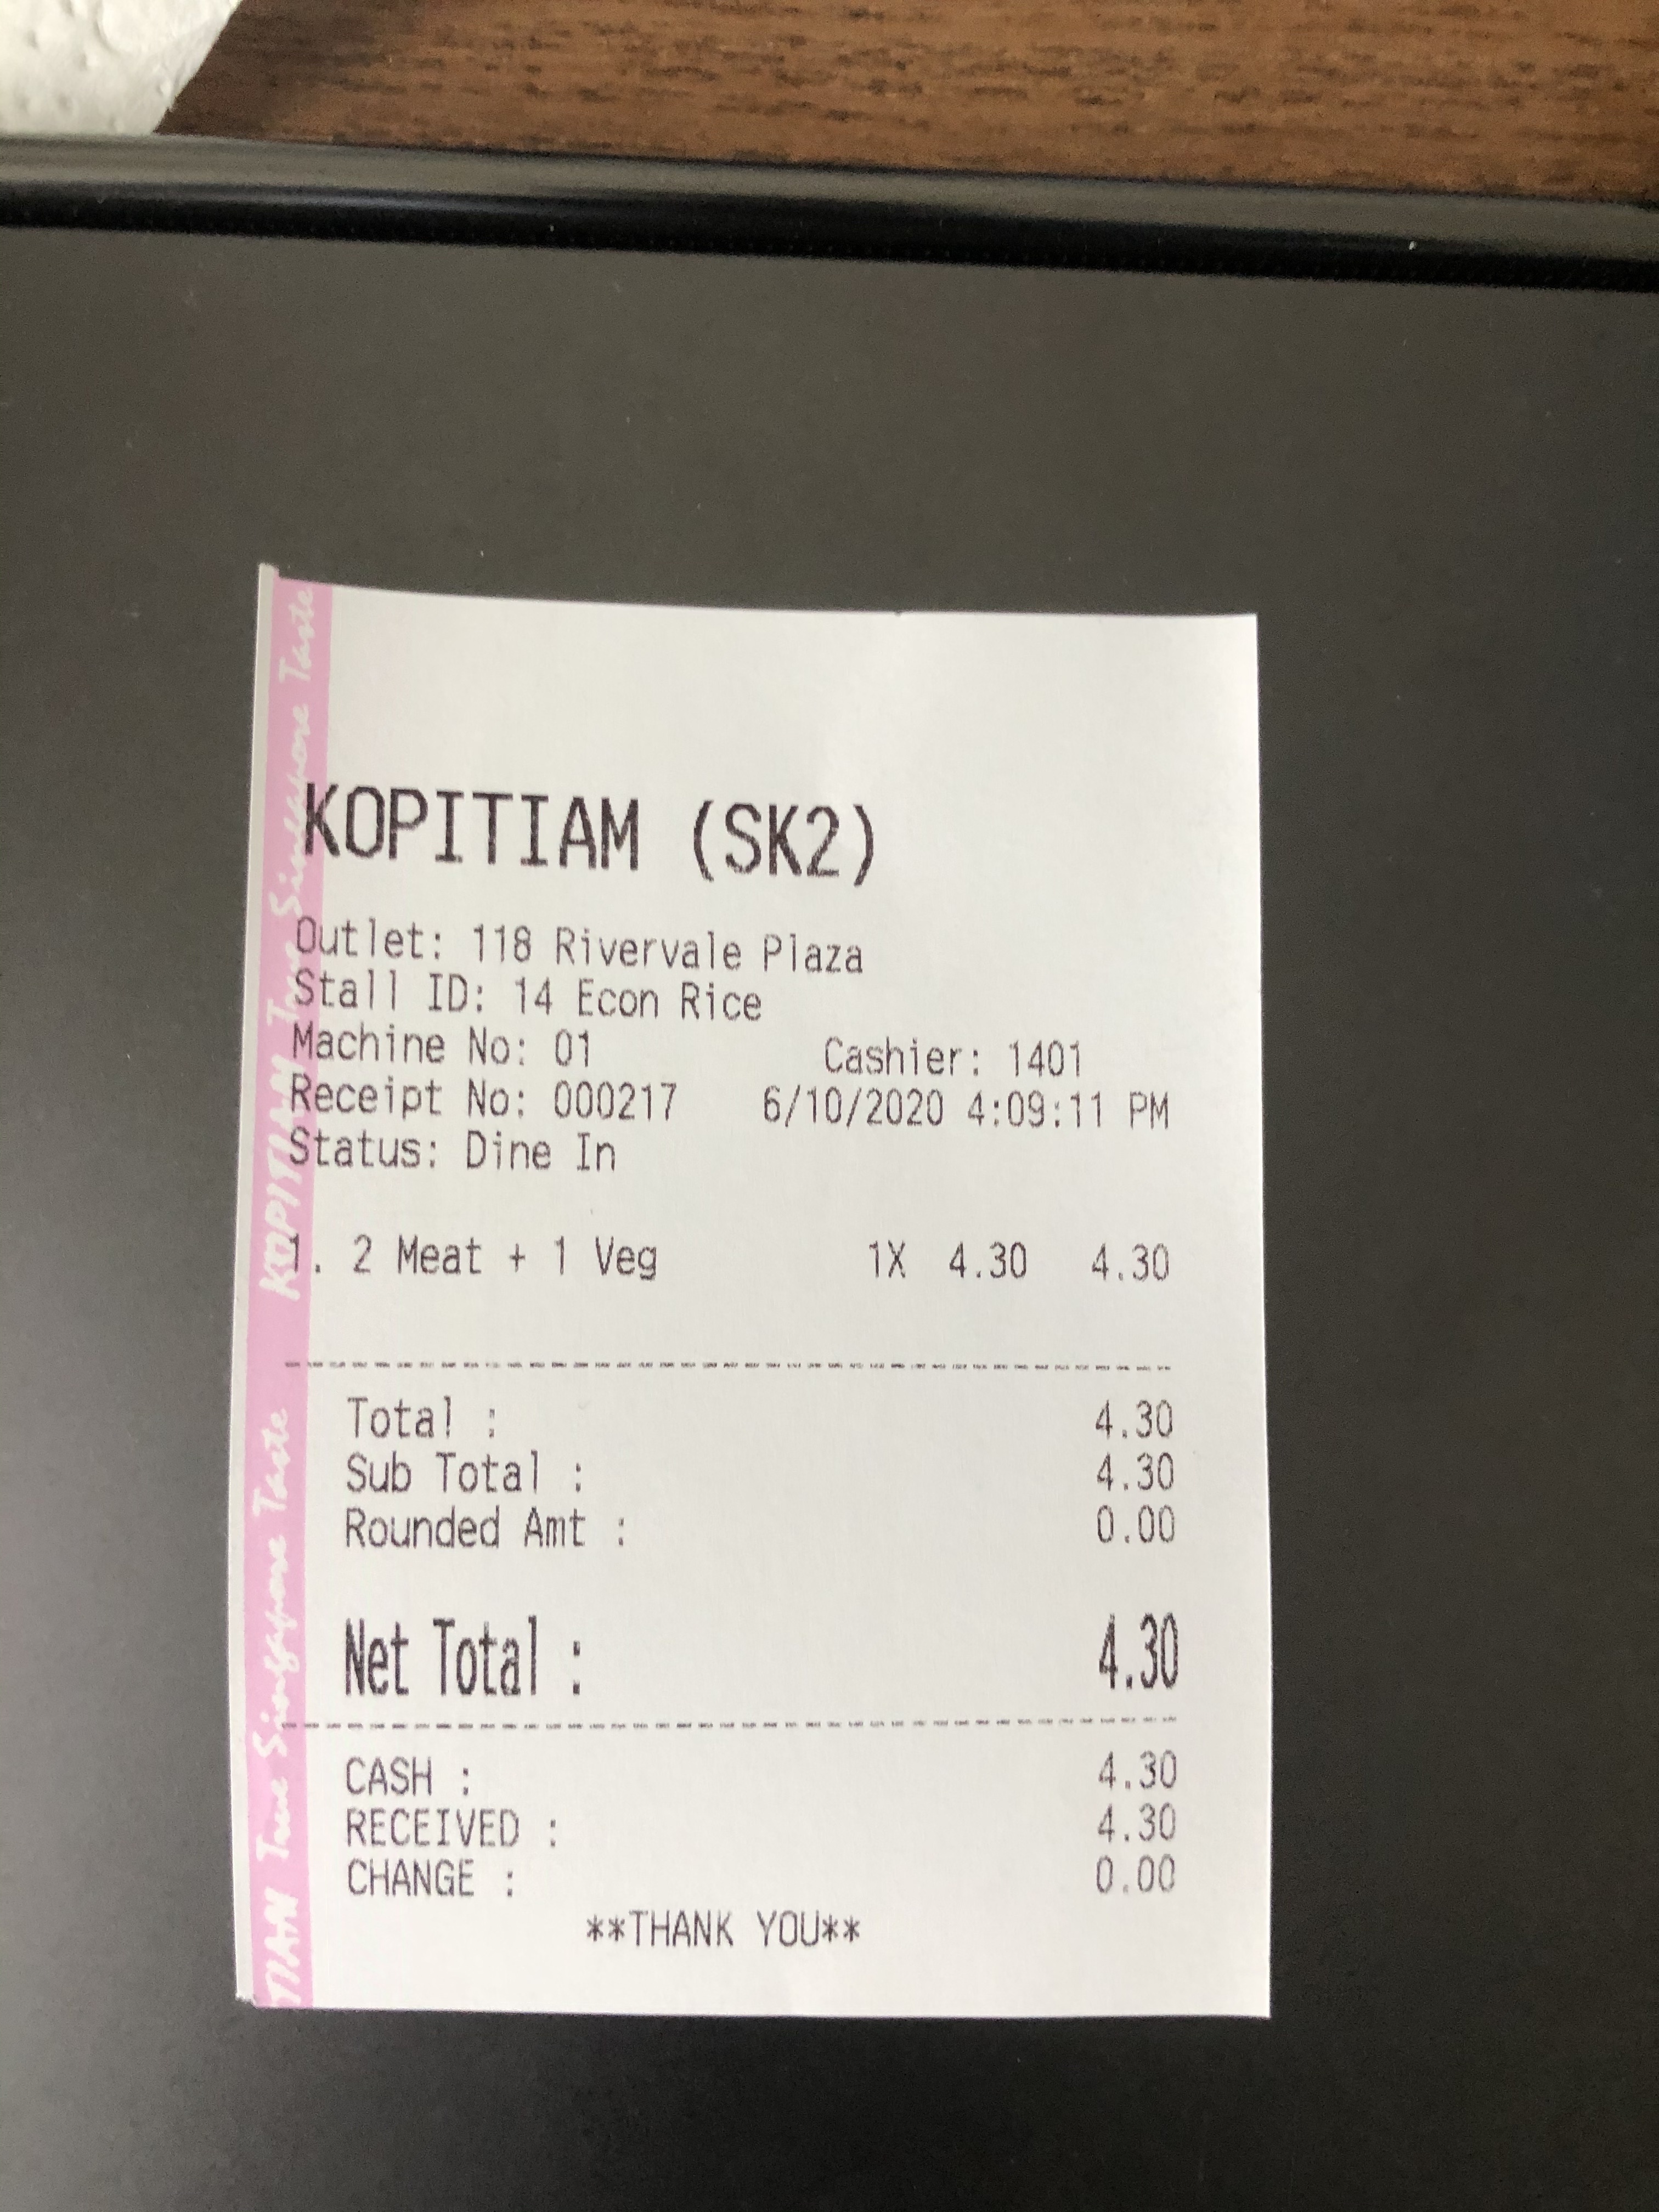 KOPITIAM (SK2)
Outlet: 118 Rivervale Plaza
Stall ID: 14 Econ Rice
Machine No: 01 Cashier: 1401
Receipt No: 000217 6/10/2020 4:09:11 PM
Status: Dine In
1. 2 Meat + 1 Veg 1X 4.30 4.30
Total : 4.30
Sub Total : 4.30
Rounded Amt : 0.00
Net Total : 4.30
CASH : 4.30
RECEIVED : 4.30
CHANGE : 0.00
**THANK YOU**
TIAM True Singapore Taste
KOPITIAM True Singapore Taste